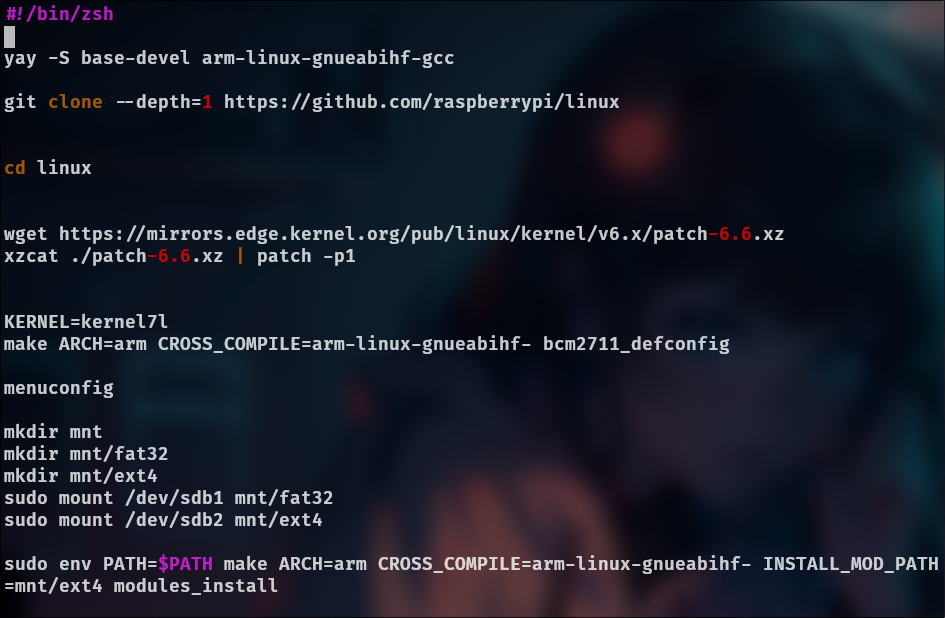 #!/bin/zsh
yay -S base-devel arm-linux-gnueabihf-gcc
git clone --depth=1 https://github.com/raspberrypi/linux
cd linux
wget https://mirrors.edge.kernel.org/pub/linux/kernel/v6.x/patch-6.6.xz
xzcat ./patch-6.6.xz | patch -p1
KERNEL=kernel7l
make ARCH=arm CROSS_COMPILE=arm-linux-gnueabihf- bcm2711_defconfig
menuconfig
mkdir mnt
mkdir mnt/fat32
mkdir mnt/ext4
sudo mount /dev/sdb1 mnt/fat32
sudo mount /dev/sdb2 mnt/ext4
sudo env PATH=$PATH make ARCH=arm CROSS_COMPILE=arm-linux-gnueabihf- INSTALL_MOD_PATH
=mnt/ext4 modules_install